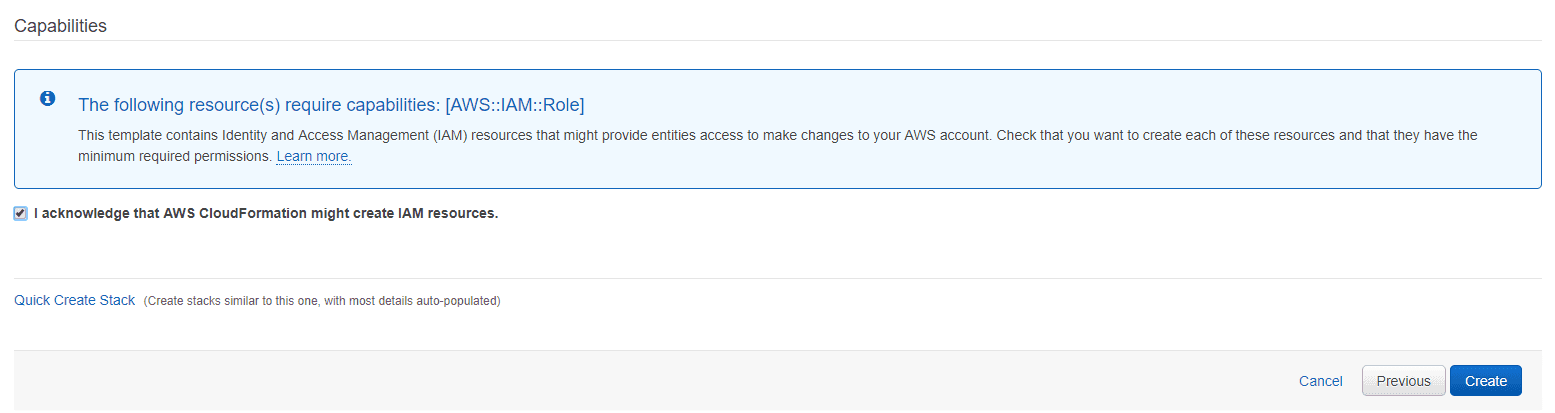 Capabilities
The following resource(s) require capabilities: [AWS::IAM::Role]
This template contains Identity and Access Management (IAM) resources that might provide entities access to make changes to your AWS account. Check that you want to create each of these resources and that they have the
minimum required permissions. Learn more.
I acknowledge that AWS CloudFormation might create IAM resources.
Quick Create Stack (Create stacks similar to this one, with most details auto-populated)
Cancel Previous Create